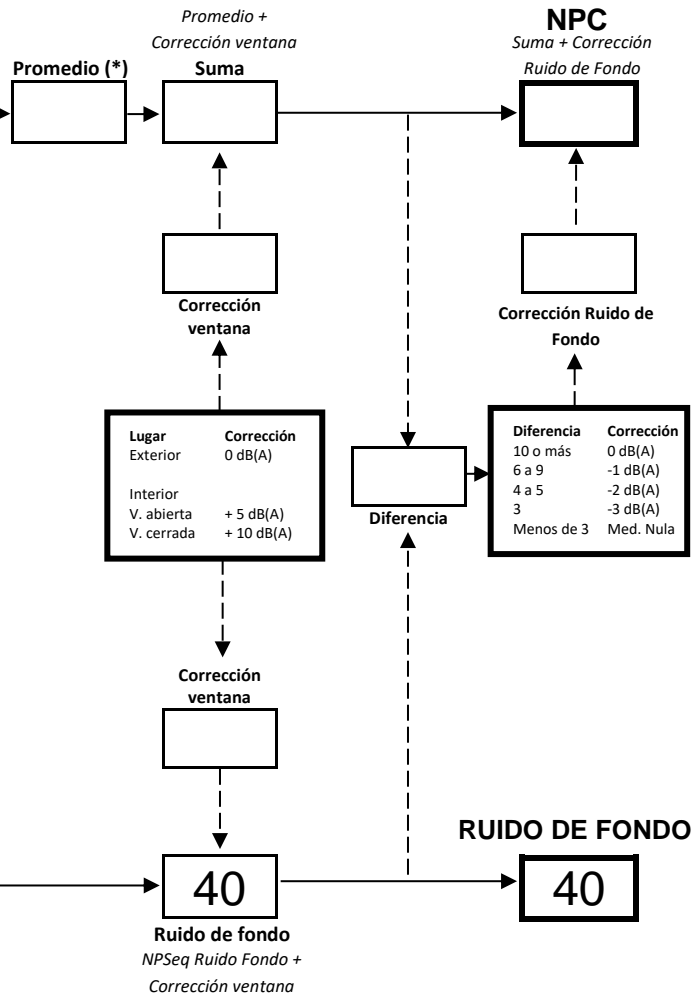 Promedio +
Corrección ventana
Promedio (*)
Suma
NPC
Suma + Corrección
Ruido de Fondo
Corrección
ventana
Corrección Ruido de
Fondo
Lugar Corrección
Exterior 0 dB(A)
Interior
V. abierta + 5 dB(A)
V. cerrada + 10 dB(A)
Diferencia
Diferencia Corrección
10 o más 0 dB(A)
6 a 9 -1 dB(A)
4 a 5 -2 dB(A)
3 -3 dB(A)
Menos de 3 Med. Nula
Corrección
ventana
RUIDO DE FONDO
40
40
Ruido de fondo
NPSeq Ruido Fondo +
Corrección ventana